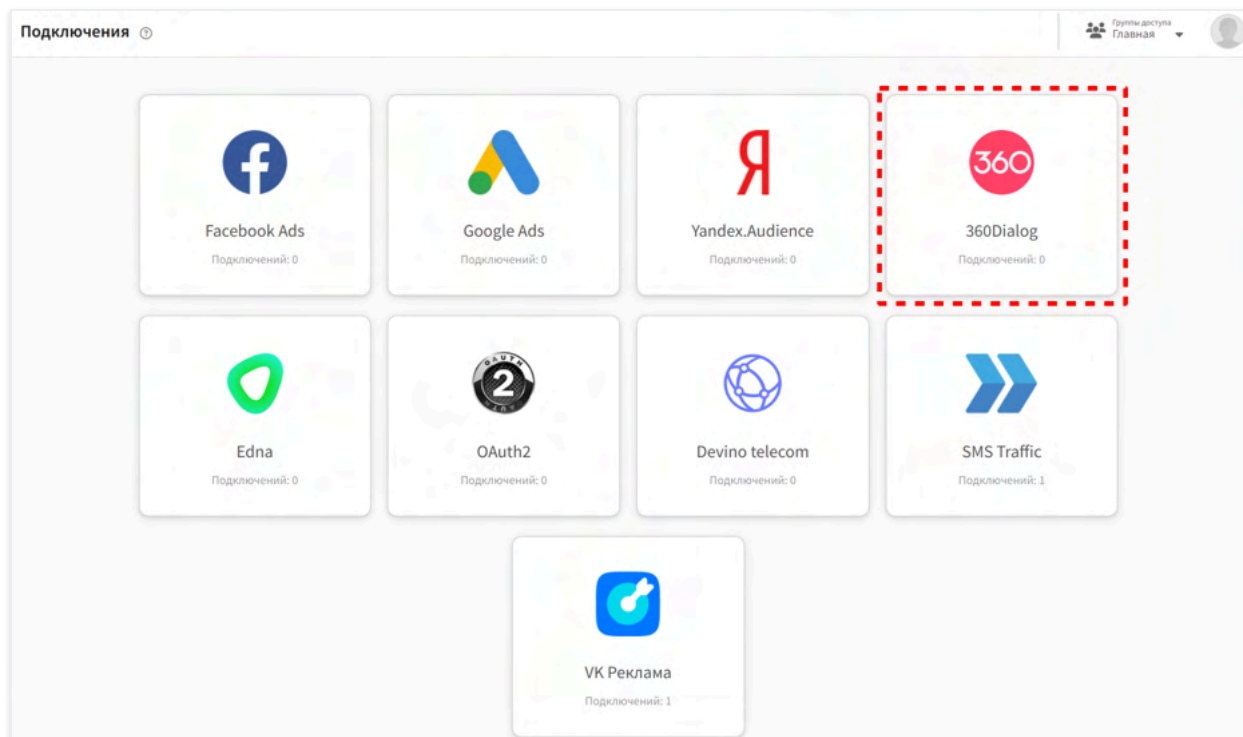 Подключения
Группы доступа
Главная
360
Facebook Ads
Google Ads
Yandex.Audience
360Dialog
Подключений: 0
Подключений: 0
Подключений: 0
Подключений: 0
OAUTH
2
OAUTH
Edna
OAuth2
Devino telecom
SMS Traffic
Подключений: 0
Подключений: 0
Подключений: 0
Подключений: 1
VK Реклама
Подключений: 1